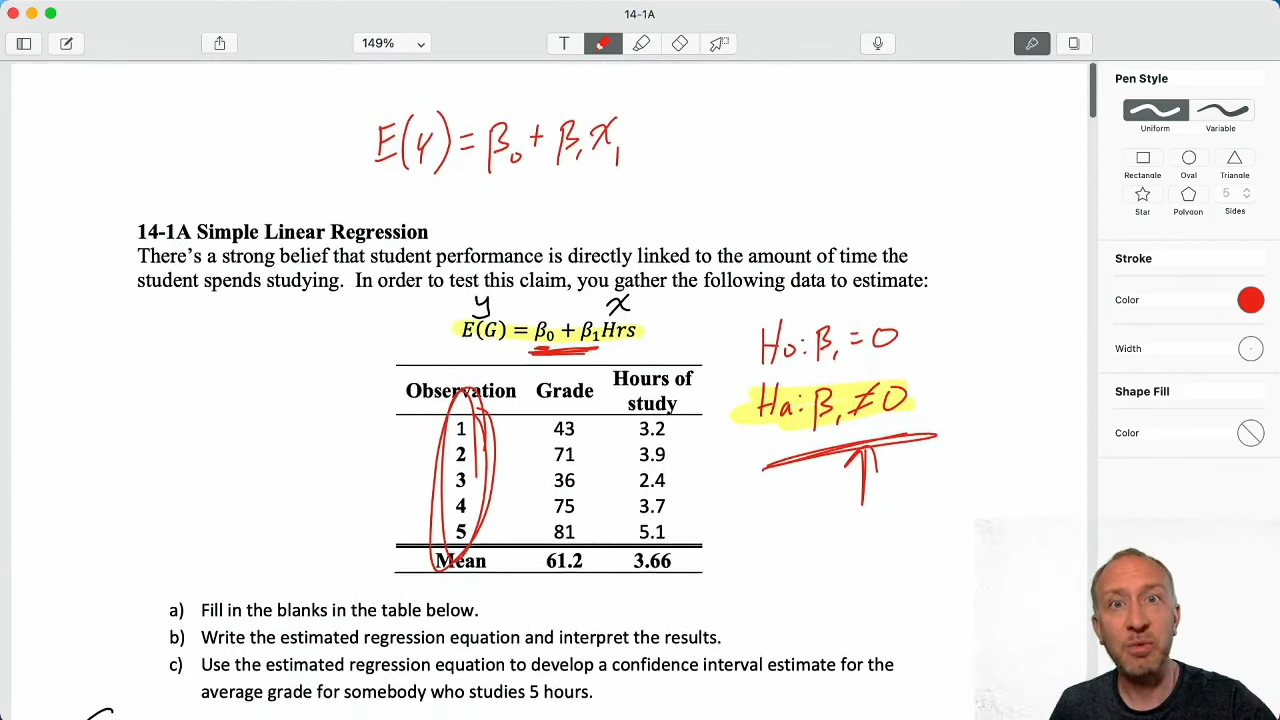 14-1A
149%
T
E(y) = β₀ + β₁x₁
Pen Style
Uniform Variable
Rectangle Oval Triangle
Star Polygon Sides
5
Stroke
Color
Width
Shape Fill
Color
14-1A Simple Linear Regression
There's a strong belief that student performance is directly linked to the amount of time the
student spends studying. In order to test this claim, you gather the following data to estimate:
y x
E(G) = β₀ + β₁Hrs
Ho: β₁ = 0
Ha: β₁ ≠ 0
Observation Grade Hours of study
1 43 3.2
2 71 3.9
3 36 2.4
4 75 3.7
5 81 5.1
Mean 61.2 3.66
a) Fill in the blanks in the table below.
b) Write the estimated regression equation and interpret the results.
c) Use the estimated regression equation to develop a confidence interval estimate for the
average grade for somebody who studies 5 hours.